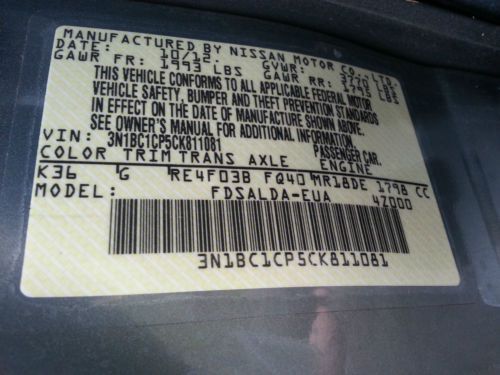 MANUFACTURED BY NISSAN MOTOR CO.,LTD.
DATE: 10/12 GVWR:
GAWR FR: 1993 LBS GAWR RR: LBS
THIS VEHICLE CONFORMS TO ALL APPLICABLE FEDERAL MOTOR
VEHICLE SAFETY, BUMPER AND THEFT PREVENTION STANDARDS
IN EFFECT ON THE DATE OF MANUFACTURE SHOWN ABOVE.
SEE OWNER'S MANUAL FOR ADDITIONAL INFORMATION.
VIN: 3N1BC1CP5CK811081 PASSENGER CAR
COLOR TRIM TRANS AXLE ENGINE
K36 G RE4F03B FQ40 MR18DE 1798 CC
MODEL: FDSALDA-EUA 4Z000
3N1BC1CP5CK811081